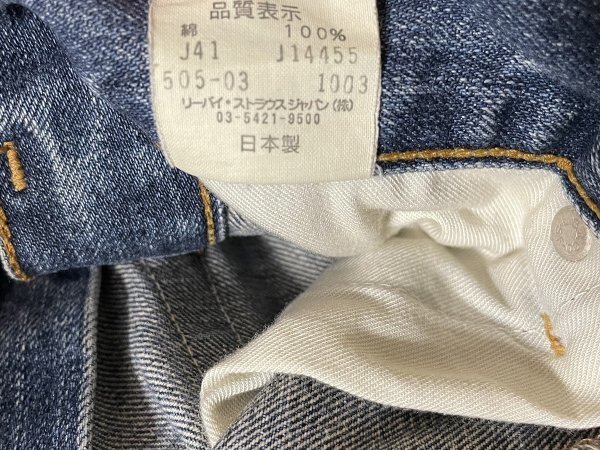 品質表示
綿 100%
J41 J14455
505-03 1003
リーバイ・ストラウスジャパン(株)
03-5421-9500
日本製